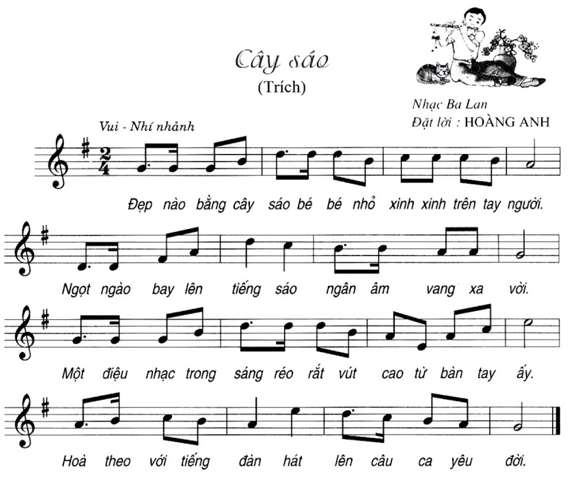 Cây sáo
(Trích)
Nhạc Ba Lan
Vui - Nhí nhảnh
Đặt lời : HOÀNG ANH
2
4
Đẹp nào bằng cây sáo bé bé nhỏ xinh xinh trên tay người.
Ngọt ngào bay lên tiếng sáo ngân âm vang xa vời.
Một điệu nhạc trong sáng réo rắt vút cao từ bàn tay ấy.
Hoà theo với tiếng đàn hát lên câu ca yêu đời.